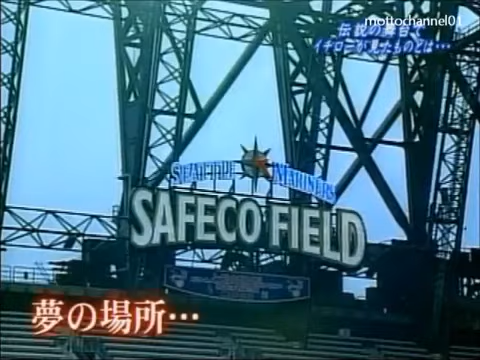 mottochannel01
伝説の舞台で
イチローが見たものとは…
SEATTLE MARINERS
SAFECO FIELD
夢の場所…